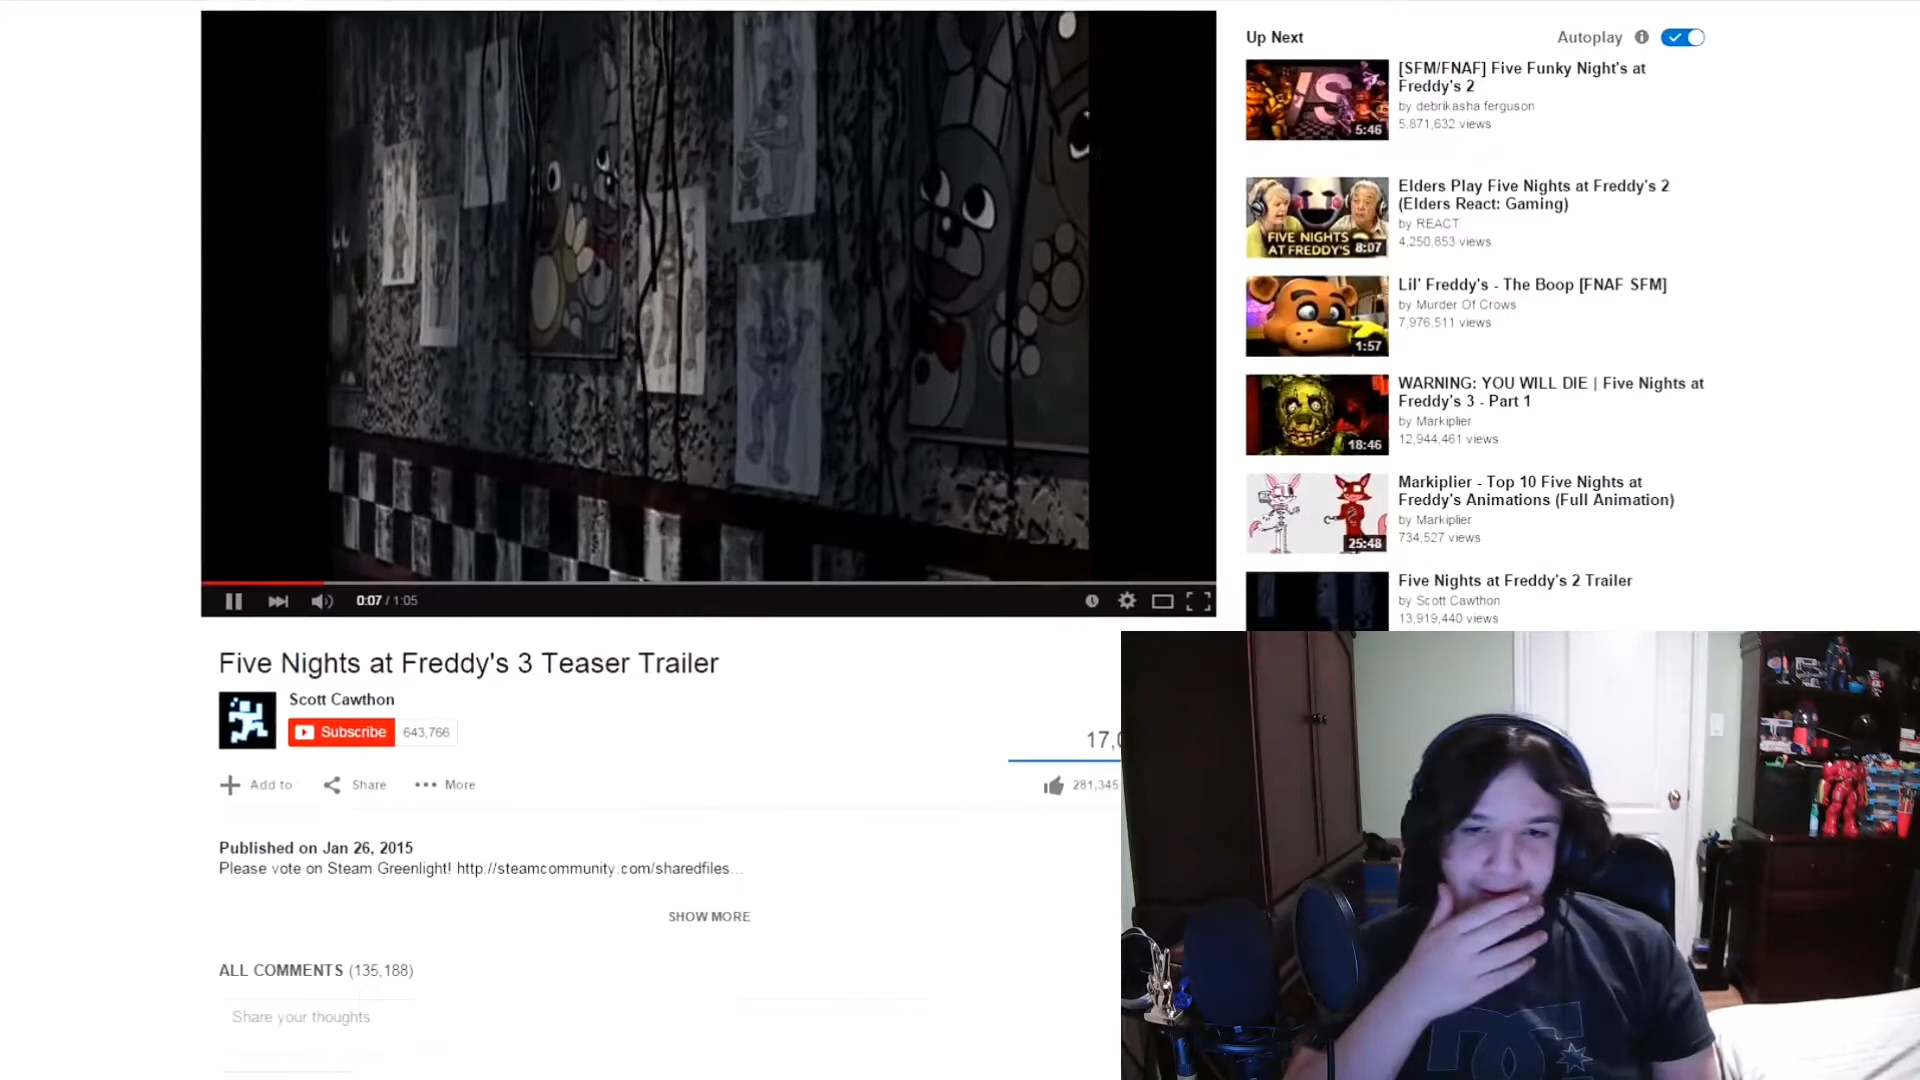 Up Next
Autoplay
[SFM/FNAF] Five Funky Night's at
Freddy's 2
by debrikasha ferguson
5,871,632 views
5:46
Elders Play Five Nights at Freddy's 2
(Elders React: Gaming)
by REACT
4,250,853 views
FIVE NIGHTS
AT FREDDY'S
8:07
Lil' Freddy's - The Boop [FNAF SFM]
by Murder Of Crows
7,976,511 views
1:57
WARNING: YOU WILL DIE | Five Nights at
Freddy's 3 - Part 1
by Markiplier
12,944,461 views
18:46
Markiplier - Top 10 Five Nights at
Freddy's Animations (Full Animation)
by Markiplier
734,527 views
25:48
Five Nights at Freddy's 2 Trailer
by Scott Cawthon
13,919,440 views
0:07 / 1:05
Five Nights at Freddy's 3 Teaser Trailer
Scott Cawthon
Subscribe 643,766
17,0
Add to Share More
281,345
Published on Jan 26, 2015
Please vote on Steam Greenlight! http://steamcommunity.com/sharedfiles...
SHOW MORE
ALL COMMENTS (135,188)
Share your thoughts